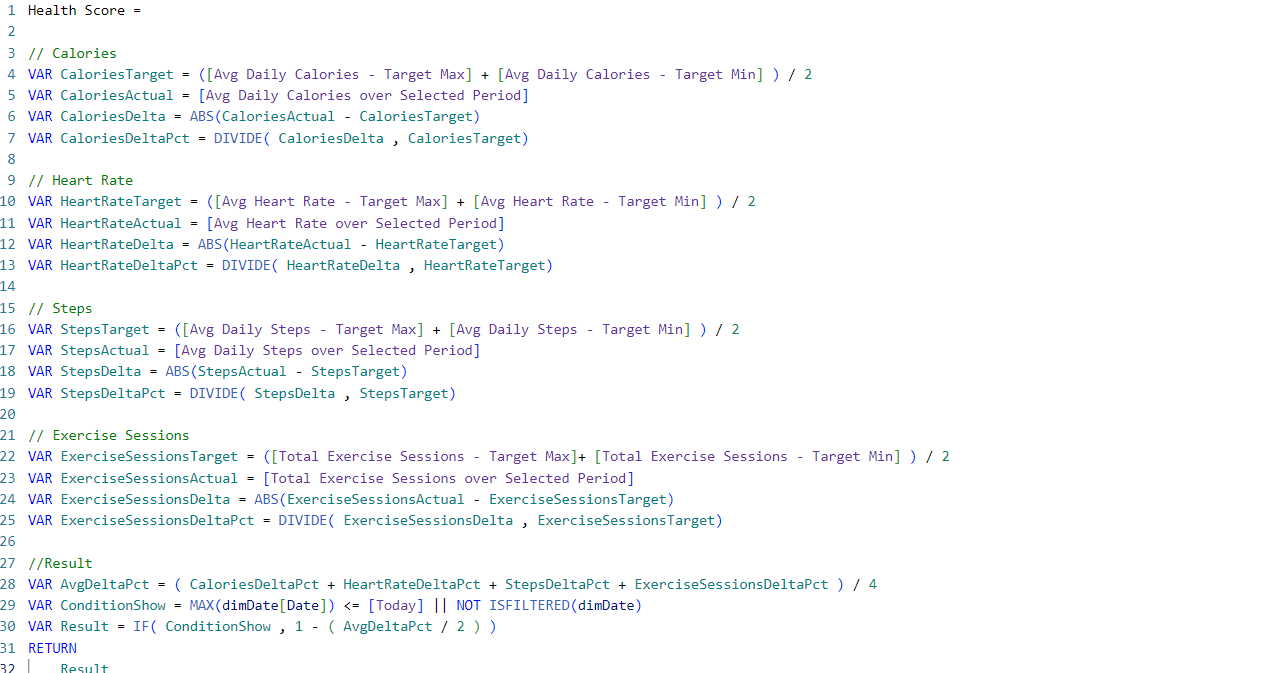 1 Health Score =
2
3 // Calories
4 VAR CaloriesTarget = ([Avg Daily Calories - Target Max] + [Avg Daily Calories - Target Min] ) / 2
5 VAR CaloriesActual = [Avg Daily Calories over Selected Period]
6 VAR CaloriesDelta = ABS(CaloriesActual - CaloriesTarget)
7 VAR CaloriesDeltaPct = DIVIDE( CaloriesDelta , CaloriesTarget)
8
9 // Heart Rate
10 VAR HeartRateTarget = ([Avg Heart Rate - Target Max] + [Avg Heart Rate - Target Min] ) / 2
11 VAR HeartRateActual = [Avg Heart Rate over Selected Period]
12 VAR HeartRateDelta = ABS(HeartRateActual - HeartRateTarget)
13 VAR HeartRateDeltaPct = DIVIDE( HeartRateDelta , HeartRateTarget)
14
15 // Steps
16 VAR StepsTarget = ([Avg Daily Steps - Target Max] + [Avg Daily Steps - Target Min] ) / 2
17 VAR StepsActual = [Avg Daily Steps over Selected Period]
18 VAR StepsDelta = ABS(StepsActual - StepsTarget)
19 VAR StepsDeltaPct = DIVIDE( StepsDelta , StepsTarget)
20
21 // Exercise Sessions
22 VAR ExerciseSessionsTarget = ([Total Exercise Sessions - Target Max]+ [Total Exercise Sessions - Target Min] ) / 2
23 VAR ExerciseSessionsActual = [Total Exercise Sessions over Selected Period]
24 VAR ExerciseSessionsDelta = ABS(ExerciseSessionsActual - ExerciseSessionsTarget)
25 VAR ExerciseSessionsDeltaPct = DIVIDE( ExerciseSessionsDelta , ExerciseSessionsTarget)
26
27 //Result
28 VAR AvgDeltaPct = ( CaloriesDeltaPct + HeartRateDeltaPct + StepsDeltaPct + ExerciseSessionsDeltaPct ) / 4
29 VAR ConditionShow = MAX(dimDate[Date]) <= [Today] || NOT ISFILTERED(dimDate)
30 VAR Result = IF( ConditionShow , 1 - ( AvgDeltaPct / 2 ) )
31 RETURN
32 Result